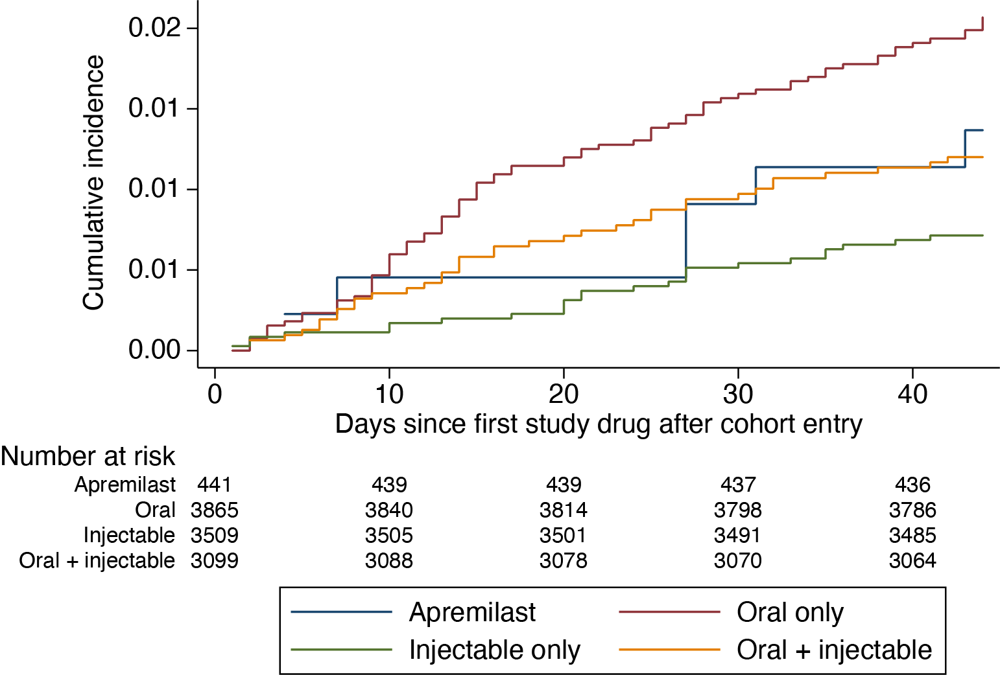 0.02
0.01
0.01
0.01
0.00
Cumulative incidence
0 10 20 30 40
Days since first study drug after cohort entry
Number at risk
Apremilast 441 439 439 437 436
Oral 3865 3840 3814 3798 3786
Injectable 3509 3505 3501 3491 3485
Oral + injectable 3099 3088 3078 3070 3064
Apremilast Oral only
Injectable only Oral + injectable